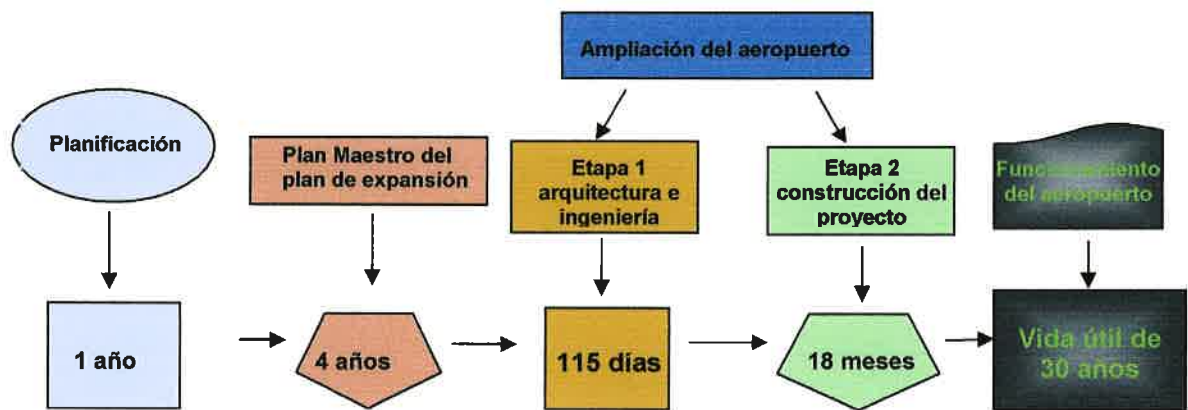 Ampliación del aeropuerto
Planificación
Plan Maestro del
plan de expansión
Etapa 1
arquitectura e
ingeniería
Etapa 2
construcción del
proyecto
Funcionamiento
del aeropuerto
1 año
4 años
115 días
18 meses
Vida útil de
30 años